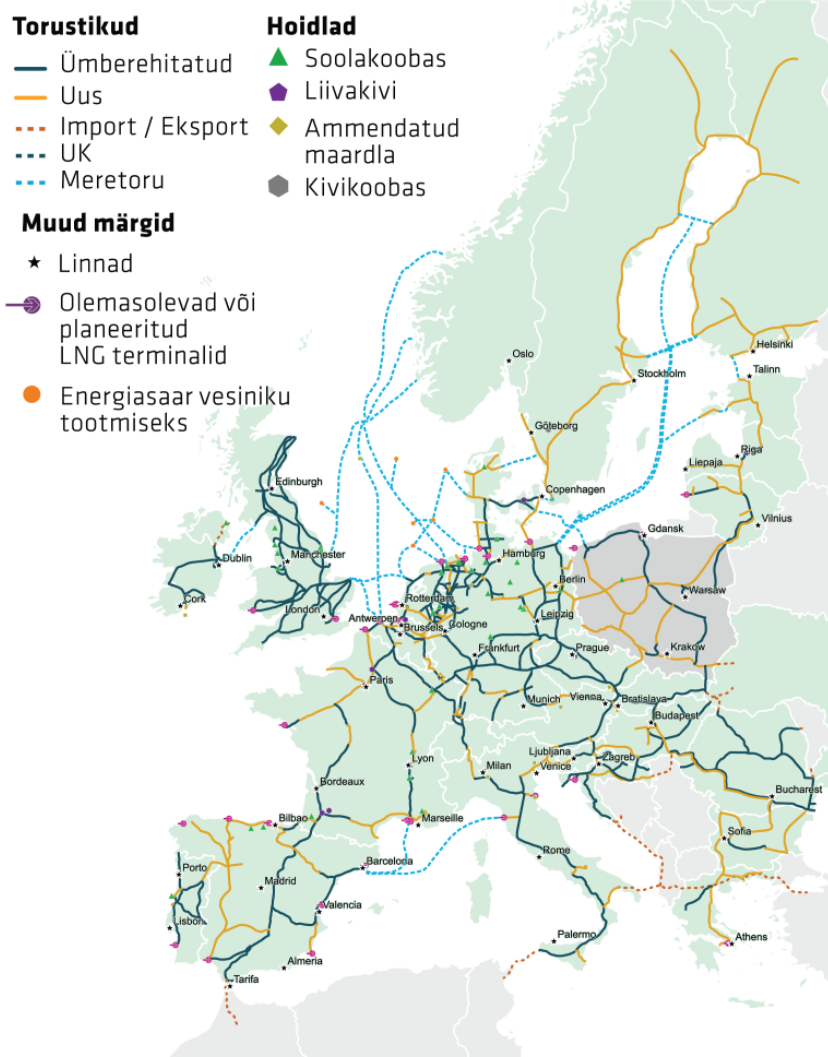 Torustikud
Ümberehitatud
Uus
Import / Eksport
UK
Meretoru
Hoidlad
Soolakoobas
Liivakivi
Ammendatud
maardla
Kivikoobas
Muud märgid
Linnad
Olemasolevad või
planeeritud
LNG terminalid
Energiasaar vesiniku
tootmiseks
Oslo
Helsinki
Stockholm
Talinn
Göteborg
Riga
Liepaja
Edinburgh
Copenhagen
Vilnius
Gdansk
Dublin
Manchester
Hamburg
Berlin
Warsaw
Cork
London
Rotterdam
Antwerpen
Brussels
Cologne
Leipzig
Frankfurt
Prague
Krakow
Paris
Munich
Vienna
Bratislava
Budapest
Lyon
Milan
Ljubljana
Venice
Zagreb
Bordeaux
Bucharest
Bilbao
Marseille
Sofia
Porto
Barcelona
Rome
Madrid
Valencia
Lisbon
Palermo
Athens
Almeria
Tarifa